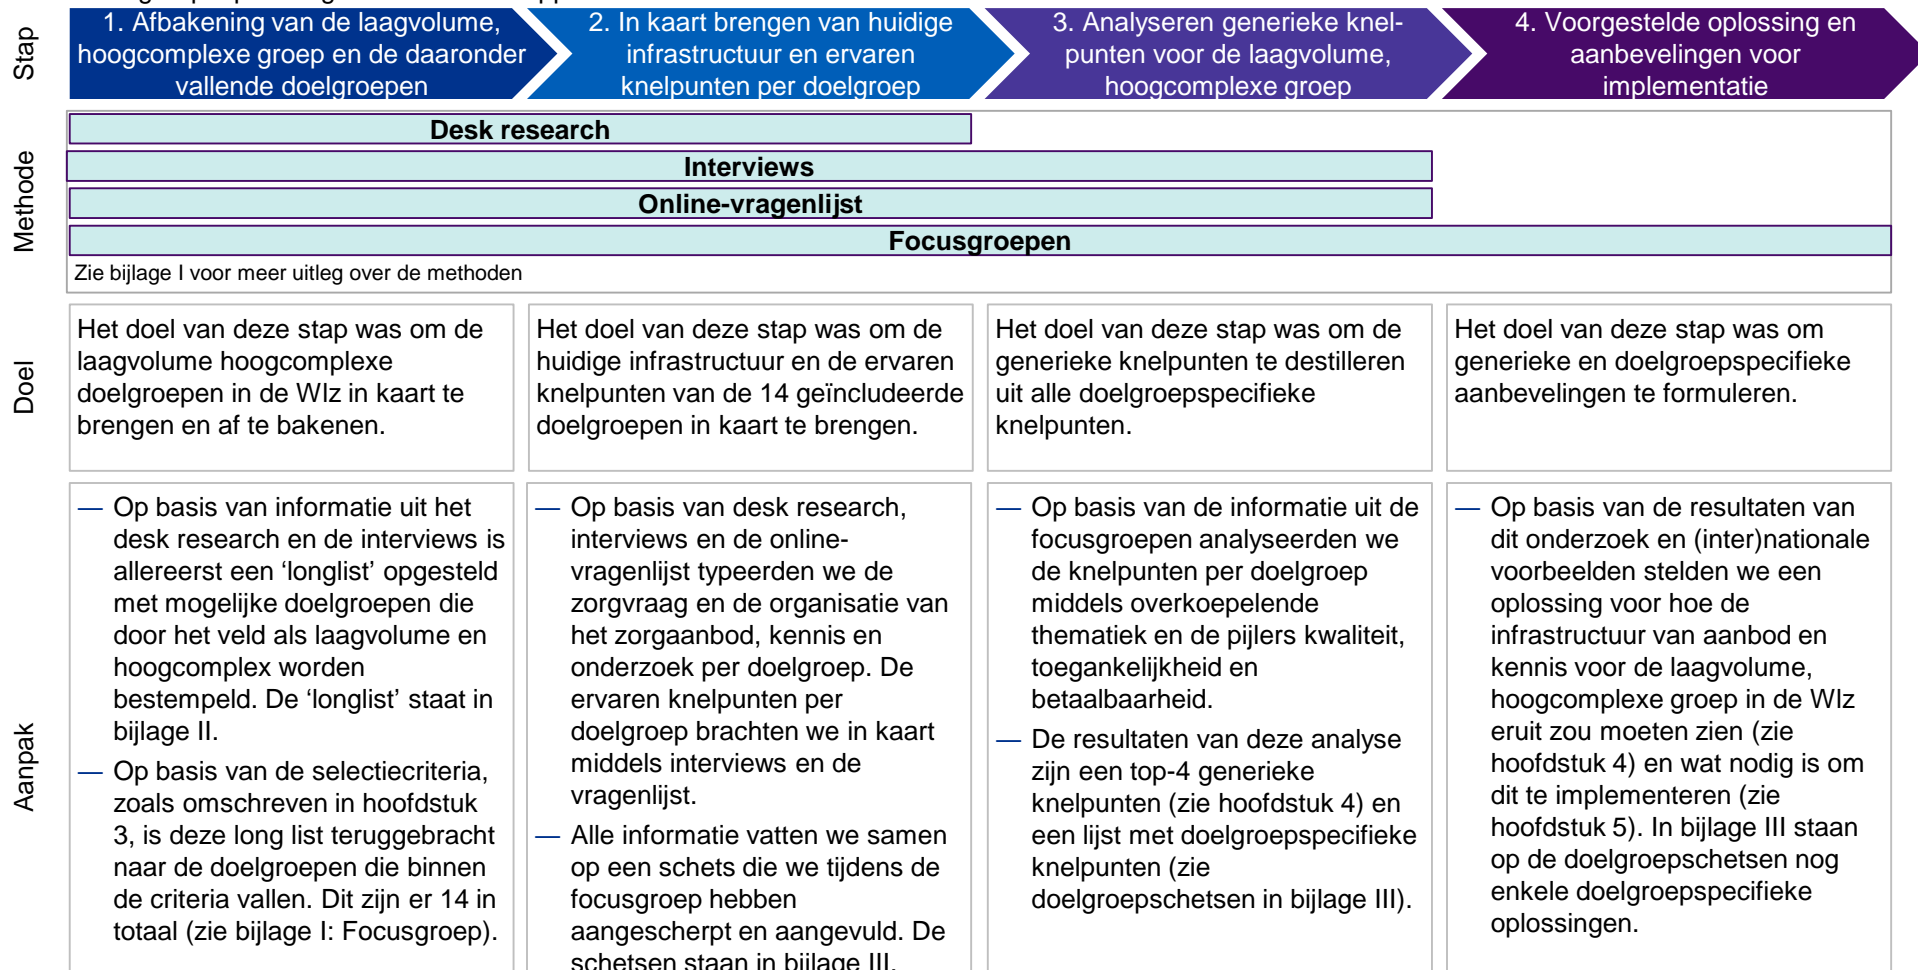 Stap
1. Afbakening van de laagvolume,
hoogcomplexe groep en de daaronder
vallende doelgroepen
2. In kaart brengen van huidige
infrastructuur en ervaren
knelpunten per doelgroep
3. Analyseren generieke knel-
punten voor de laagvolume,
hoogcomplexe groep
4. Voorgestelde oplossing en
aanbevelingen voor
implementatie
Methode
Desk research
Interviews
Online-vragenlijst
Focusgroepen
Zie bijlage I voor meer uitleg over de methoden
Doel
Het doel van deze stap was om de
laagvolume hoogcomplexe
doelgroepen in de Wlz in kaart te
brengen en af te bakenen.
Het doel van deze stap was om de
huidige infrastructuur en de ervaren
knelpunten van de 14 geïncludeerde
doelgroepen in kaart te brengen.
Het doel van deze stap was om de
generieke knelpunten te destilleren
uit alle doelgroepspecifieke
knelpunten.
Het doel van deze stap was om
generieke en doelgroepspecifieke
aanbevelingen te formuleren.
Aanpak
— Op basis van informatie uit het
desk research en de interviews is
allereerst een ‘longlist’ opgesteld
met mogelijke doelgroepen die
door het veld als laagvolume en
hoogcomplex worden
bestempeld. De ‘longlist’ staat in
bijlage II.
— Op basis van de selectiecriteria,
zoals omschreven in hoofdstuk
3, is deze long list teruggebracht
naar de doelgroepen die binnen
de criteria vallen. Dit zijn er 14 in
totaal (zie bijlage I: Focusgroep).
— Op basis van desk research,
interviews en de online-
vragenlijst typeerden we de
zorgvraag en de organisatie van
het zorgaanbod, kennis en
onderzoek per doelgroep. De
ervaren knelpunten per
doelgroep brachten we in kaart
middels interviews en de
vragenlijst.
— Alle informatie vatten we samen
op een schets die we tijdens de
focusgroep hebben
aangescherpt en aangevuld. De
schetsen staan in bijlage III.
— Op basis van de informatie uit de
focusgroepen analyseerden we
de knelpunten per doelgroep
middels overkoepelende
thematiek en de pijlers kwaliteit,
toegankelijkheid en
betaalbaarheid.
— De resultaten van deze analyse
zijn een top-4 generieke
knelpunten (zie hoofdstuk 4) en
een lijst met doelgroepspecifieke
knelpunten (zie
doelgroepschetsen in bijlage III).
— Op basis van de resultaten van
dit onderzoek en (inter)nationale
voorbeelden stelden we een
oplossing voor hoe de
infrastructuur van aanbod en
kennis voor de laagvolume,
hoogcomplexe groep in de Wlz
eruit zou moeten zien (zie
hoofdstuk 4) en wat nodig is om
dit te implementeren (zie
hoofdstuk 5). In bijlage III staan
op de doelgroepschetsen nog
enkele doelgroepspecifieke
oplossingen.